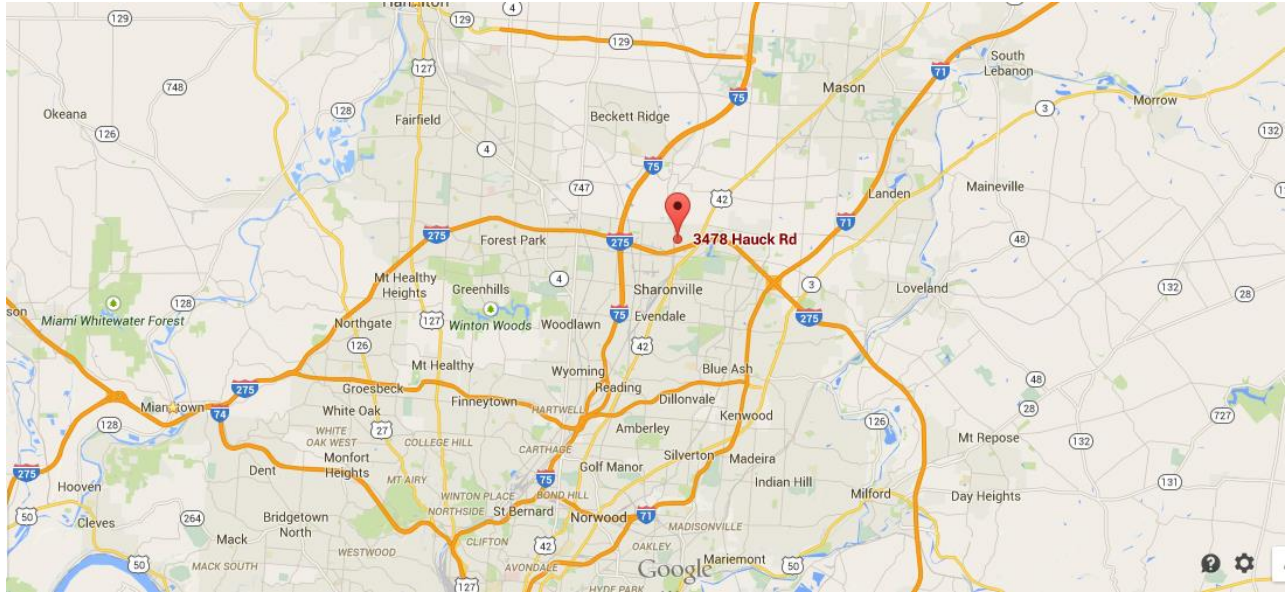 Hamilton
4
129
129
129
127
748
128
Okeana
126
Fairfield
4
Beckett Ridge
75
Mason
71
South
Lebanon
3
Morrow
132
75
747
42
Landen
Maineville
71
275
Forest Park
275
3478 Hauck Rd
48
Mt Healthy
Heights
Greenhills
4
Sharonville
3
Loveland
132
28
128
Miami Whitewater Forest
Northgate
127
Winton Woods
Woodlawn
75
Evendale
275
126
42
Mt Healthy
Wyoming
Blue Ash
275
Groesbeck
Finneytown
Reading
Dillonvale
48
Miamitown
74
White Oak
HARTWELL
Kenwood
28
727
128
WHITE
OAK WEST
27
COLLEGE HILL
Amberley
126
Mt Repose
132
CARTHAGE
Monfort
Heights
Dent
Golf Manor
Silverton
Madeira
275
MT AIRY
75
Indian Hill
131
Hooven
WINTON PLACE
BOND HILL
Milford
Day Heights
50
Cleves
264
Bridgetown
North
NORTHSIDE
St Bernard
Norwood
71
MADISONVILLE
Mack
WESTWOOD
CLIFTON
42
OAKLEY
50
MACK SOUTH
AVONDALE
Mariemont
50
Google
127
HYDE PARK